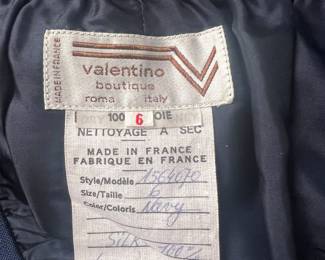 MADE IN FRANCE
valentino
boutique
roma italy
100 6 OIE
NETTOYAGE A SEC
MADE IN FRANCE
FABRIQUE EN FRANCE
Style/Modèle 1564070
Size/Taille 6
Color/Coloris Navy
SILK 100%